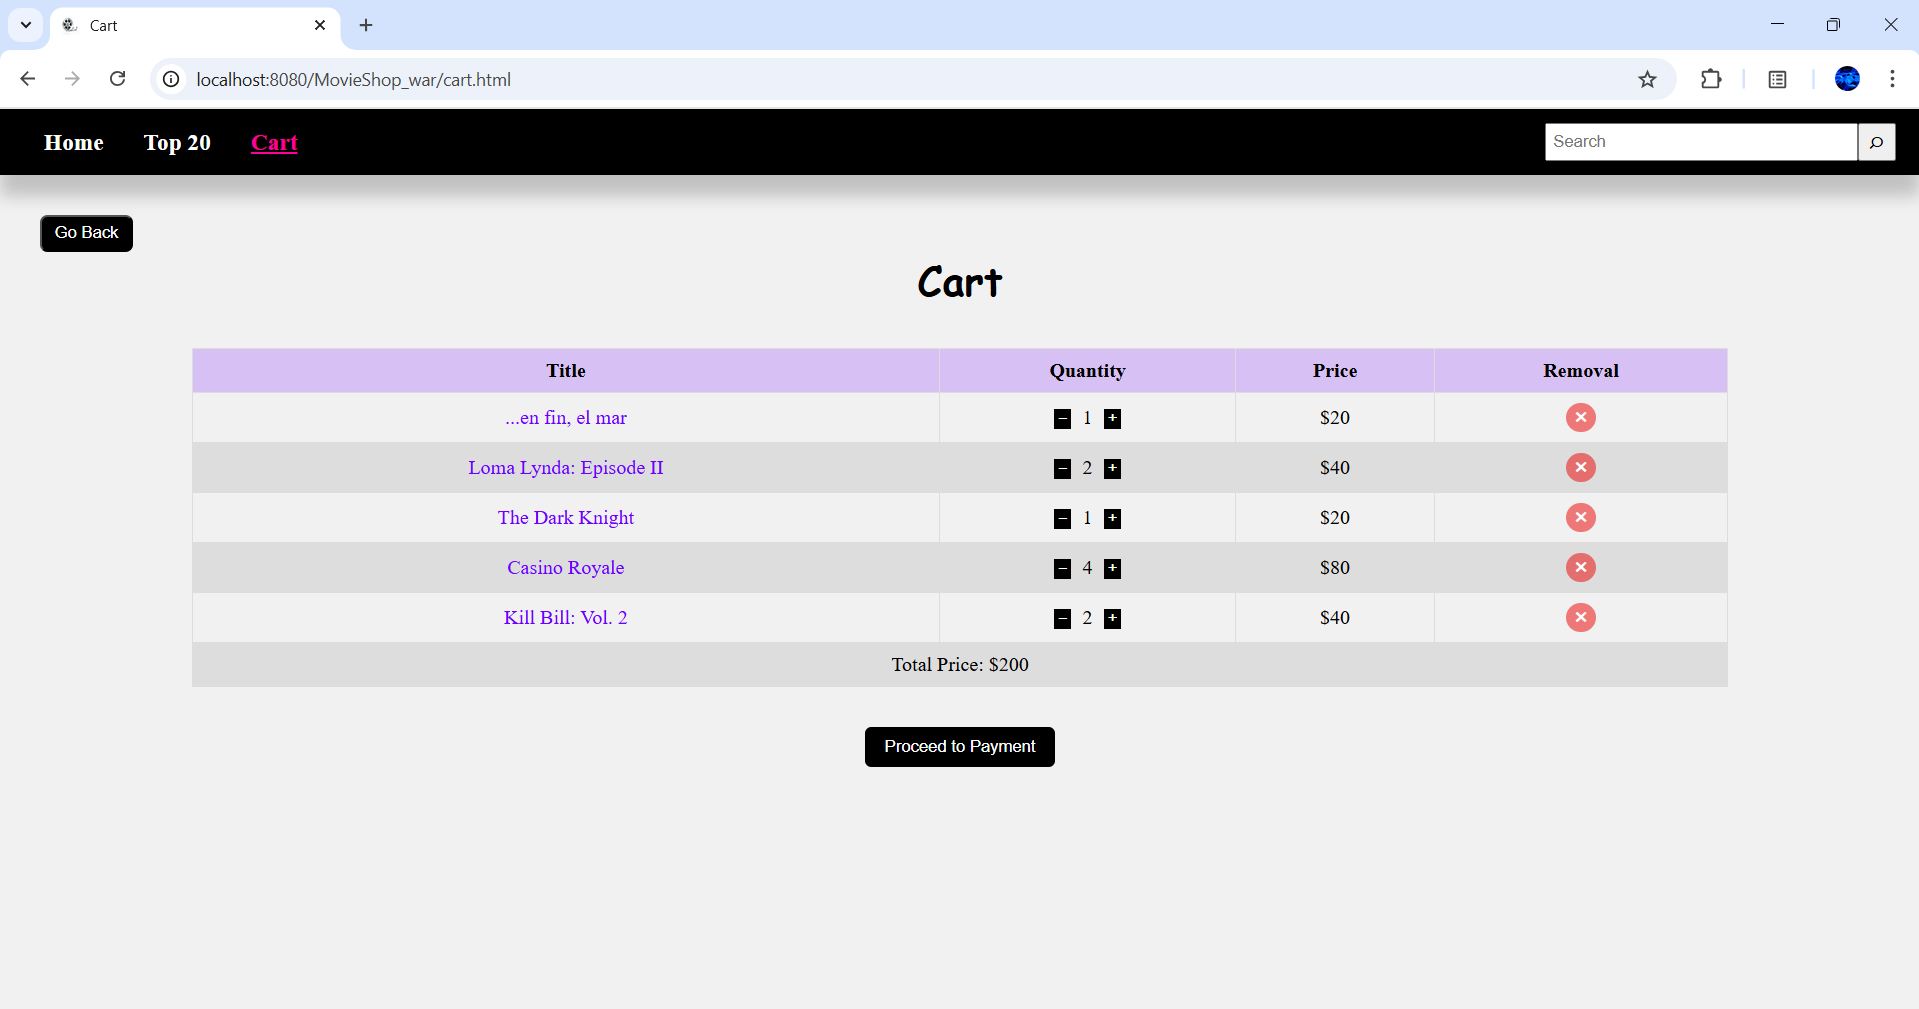 Cart
localhost:8080/MovieShop_war/cart.html
Home Top 20 Cart Search
Go Back
Cart
Title Quantity Price Removal
...en fin, el mar − 1 + $20
Loma Lynda: Episode II − 2 + $40
The Dark Knight − 1 + $20
Casino Royale − 4 + $80
Kill Bill: Vol. 2 − 2 + $40
Total Price: $200
Proceed to Payment